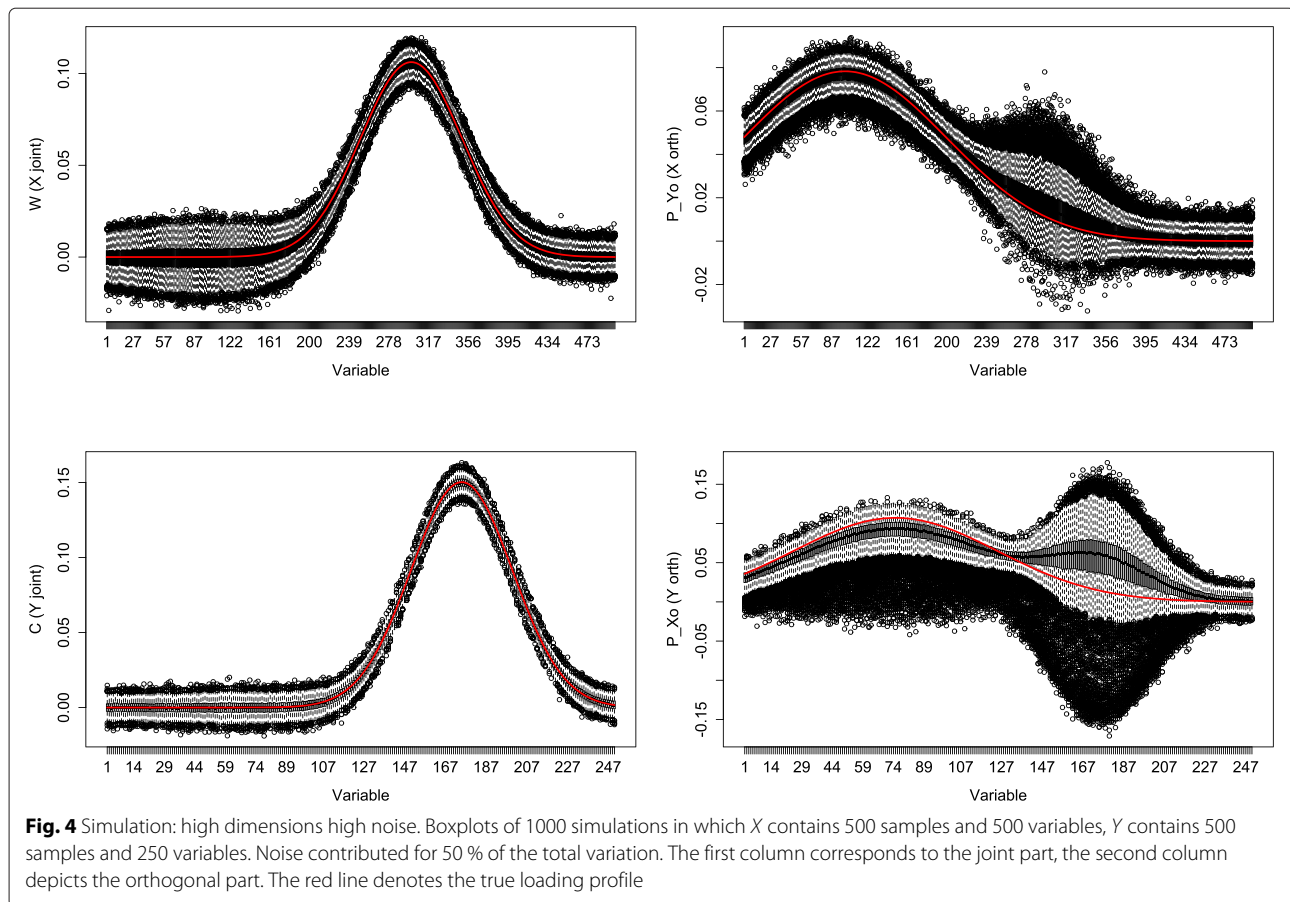 W (X joint)
0.10
0.05
0.00
1 27 57 87 122 161 200 239 278 317 356 395 434 473
Variable
P_Yo (X orth)
0.06
0.02
-0.02
1 27 57 87 122 161 200 239 278 317 356 395 434 473
Variable
C (Y joint)
0.15
0.10
0.05
0.00
1 14 29 44 59 74 89 107 127 147 167 187 207 227 247
Variable
P_Xo (Y orth)
0.15
0.05
-0.05
-0.15
1 14 29 44 59 74 89 107 127 147 167 187 207 227 247
Variable
Fig. 4 Simulation: high dimensions high noise. Boxplots of 1000 simulations in which X contains 500 samples and 500 variables, Y contains 500
samples and 250 variables. Noise contributed for 50 % of the total variation. The first column corresponds to the joint part, the second column
depicts the orthogonal part. The red line denotes the true loading profile